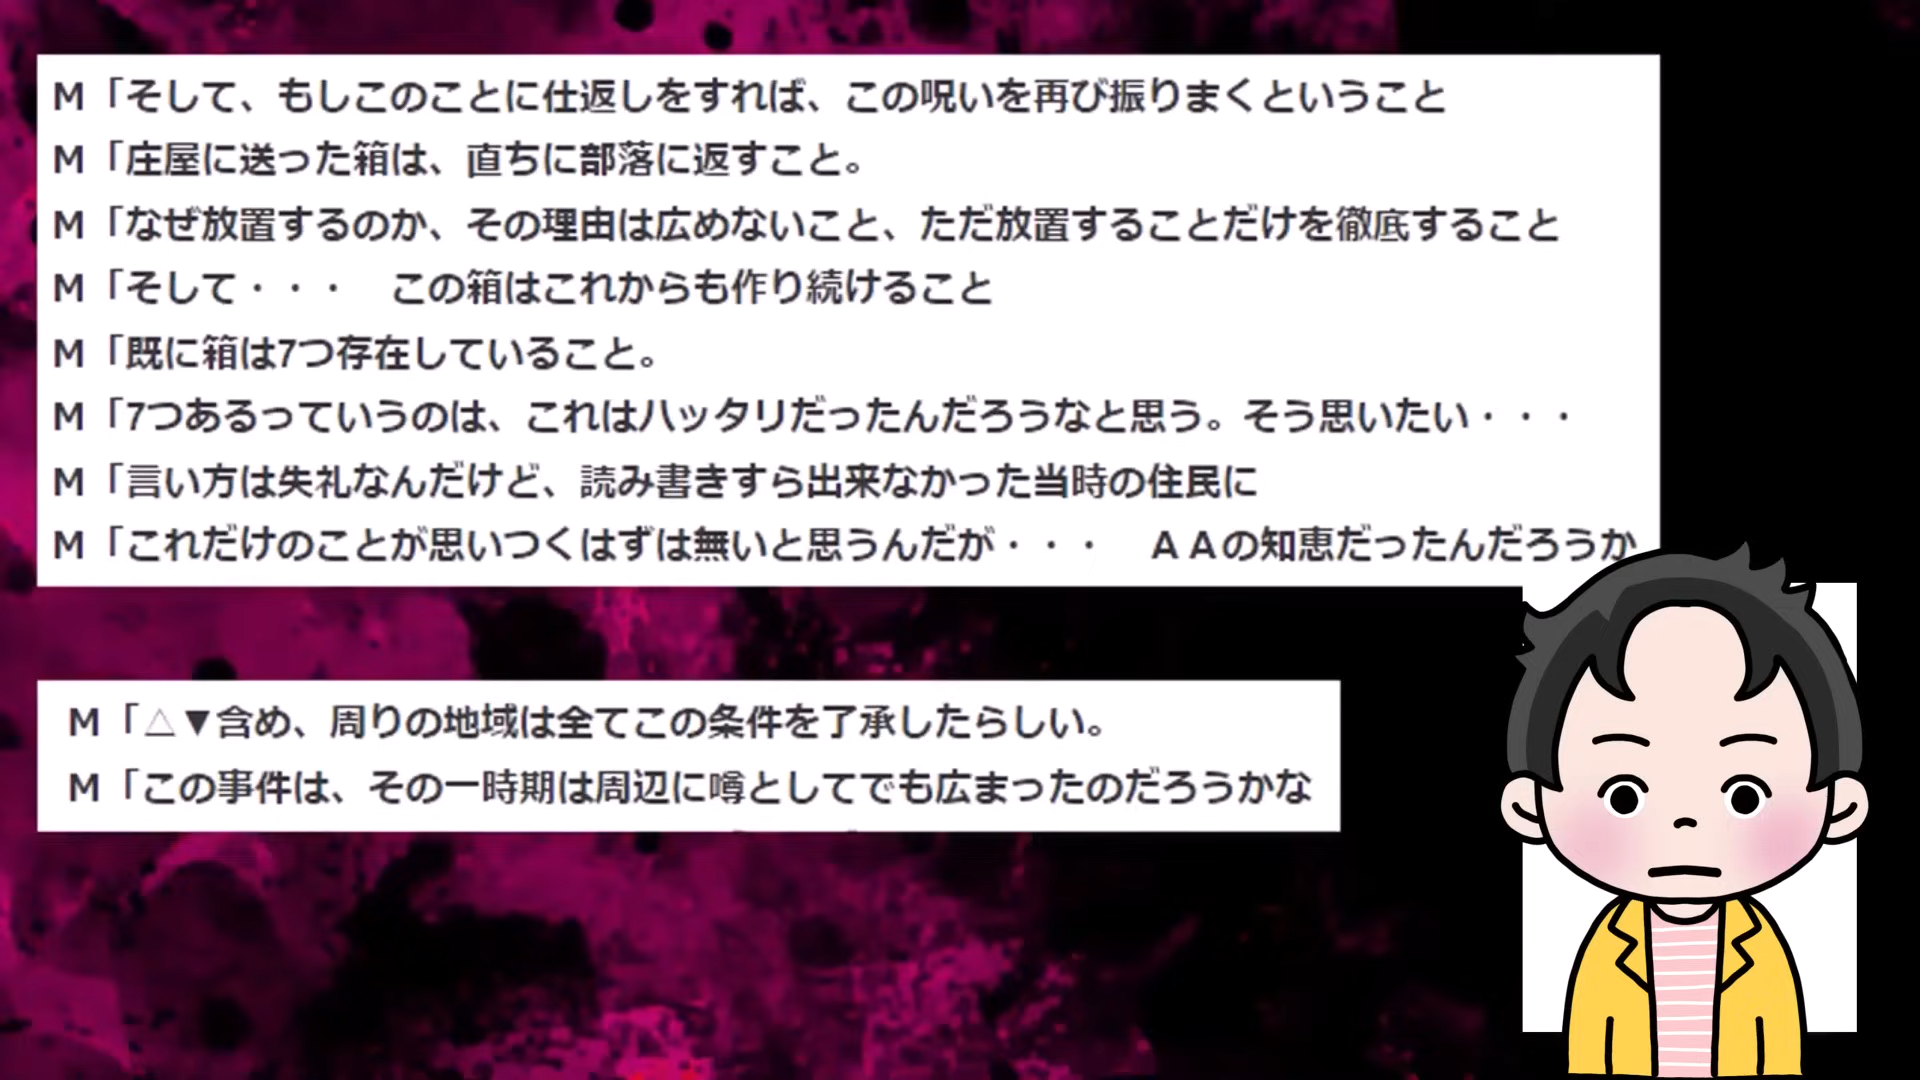 M「そして、もしこのことに仕返しをすれば、この呪いを再び振りまくということ
M「庄屋に送った箱は、直ちに部落に返すこと。
M「なぜ放置するのか、その理由は広めないこと、ただ放置することだけを徹底すること
M「そして・・・　この箱はこれからも作り続けること
M「既に箱は7つ存在していること。
M「7つあるっていうのは、これはハッタリだったんだろうなと思う。そう思いたい・・・
M「言い方は失礼なんだけど、読み書きすら出来なかった当時の住民に
M「これだけのことが思いつくはずは無いと思うんだが・・・　ＡＡの知恵だったんだろうか
M「△▼含め、周りの地域は全てこの条件を了承したらしい。
M「この事件は、その一時期は周辺に噂としてでも広まったのだろうかな